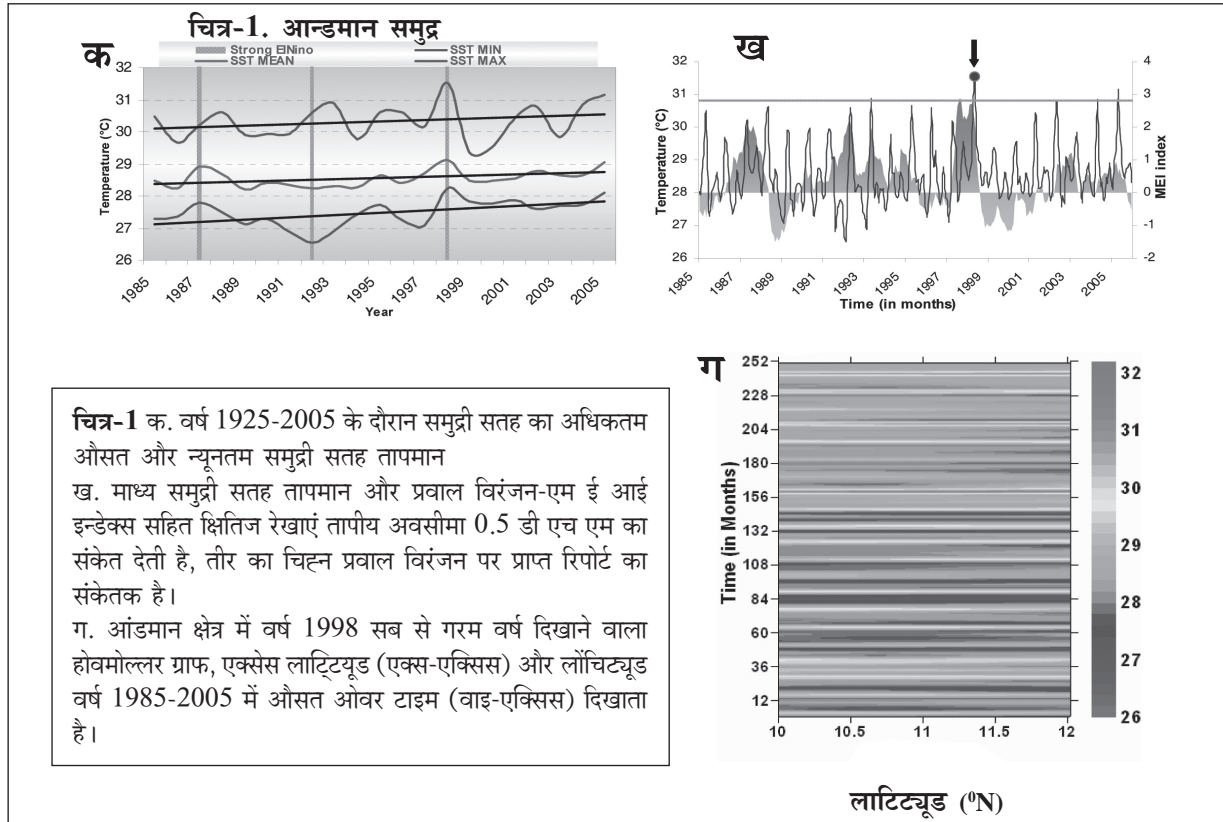 चित्र-1. आन्डमान समुद्र
क
Strong ElNino
SST MIN
SST MEAN
SST MAX
32
31
30
29
28
27
26
Temperature (°C)
1985
1987
1989
1991
1993
1995
1997
1999
2001
2003
2005
Year
ख
32
31
30
29
28
27
26
Temperature (°C)
4
3
2
1
0
-1
-2
MEI index
1985
1987
1989
1991
1993
1995
1997
1999
2001
2003
2005
Time (in months)
चित्र-1 क. वर्ष 1925-2005 के दौरान समुद्री सतह का अधिकतम
औसत और न्यूनतम समुद्री सतह तापमान
ख. माध्य समुद्री सतह तापमान और प्रवाल विरंजन-एम ई आई
इन्डेक्स सहित क्षितिज रेखाएं तापीय अवसीमा 0.5 डी एच एम का
संकेत देती है, तीर का चिह्न प्रवाल विरंजन पर प्राप्त रिपोर्ट का
संकेतक है।
ग. आंडमान क्षेत्र में वर्ष 1998 सब से गरम वर्ष दिखाने वाला
होवमोल्लर ग्राफ, एक्सेस लाट्टियूड (एक्स-एक्सिस) और लोंचिट्यूड
वर्ष 1985-2005 में औसत ओवर टाइम (वाइ-एक्सिस) दिखाता
है।
ग
252
228
204
180
156
132
108
84
60
36
12
Time (in Months)
10
10.5
11
11.5
12
32
31
30
29
28
27
26
लाटिट्यूड (⁰N)